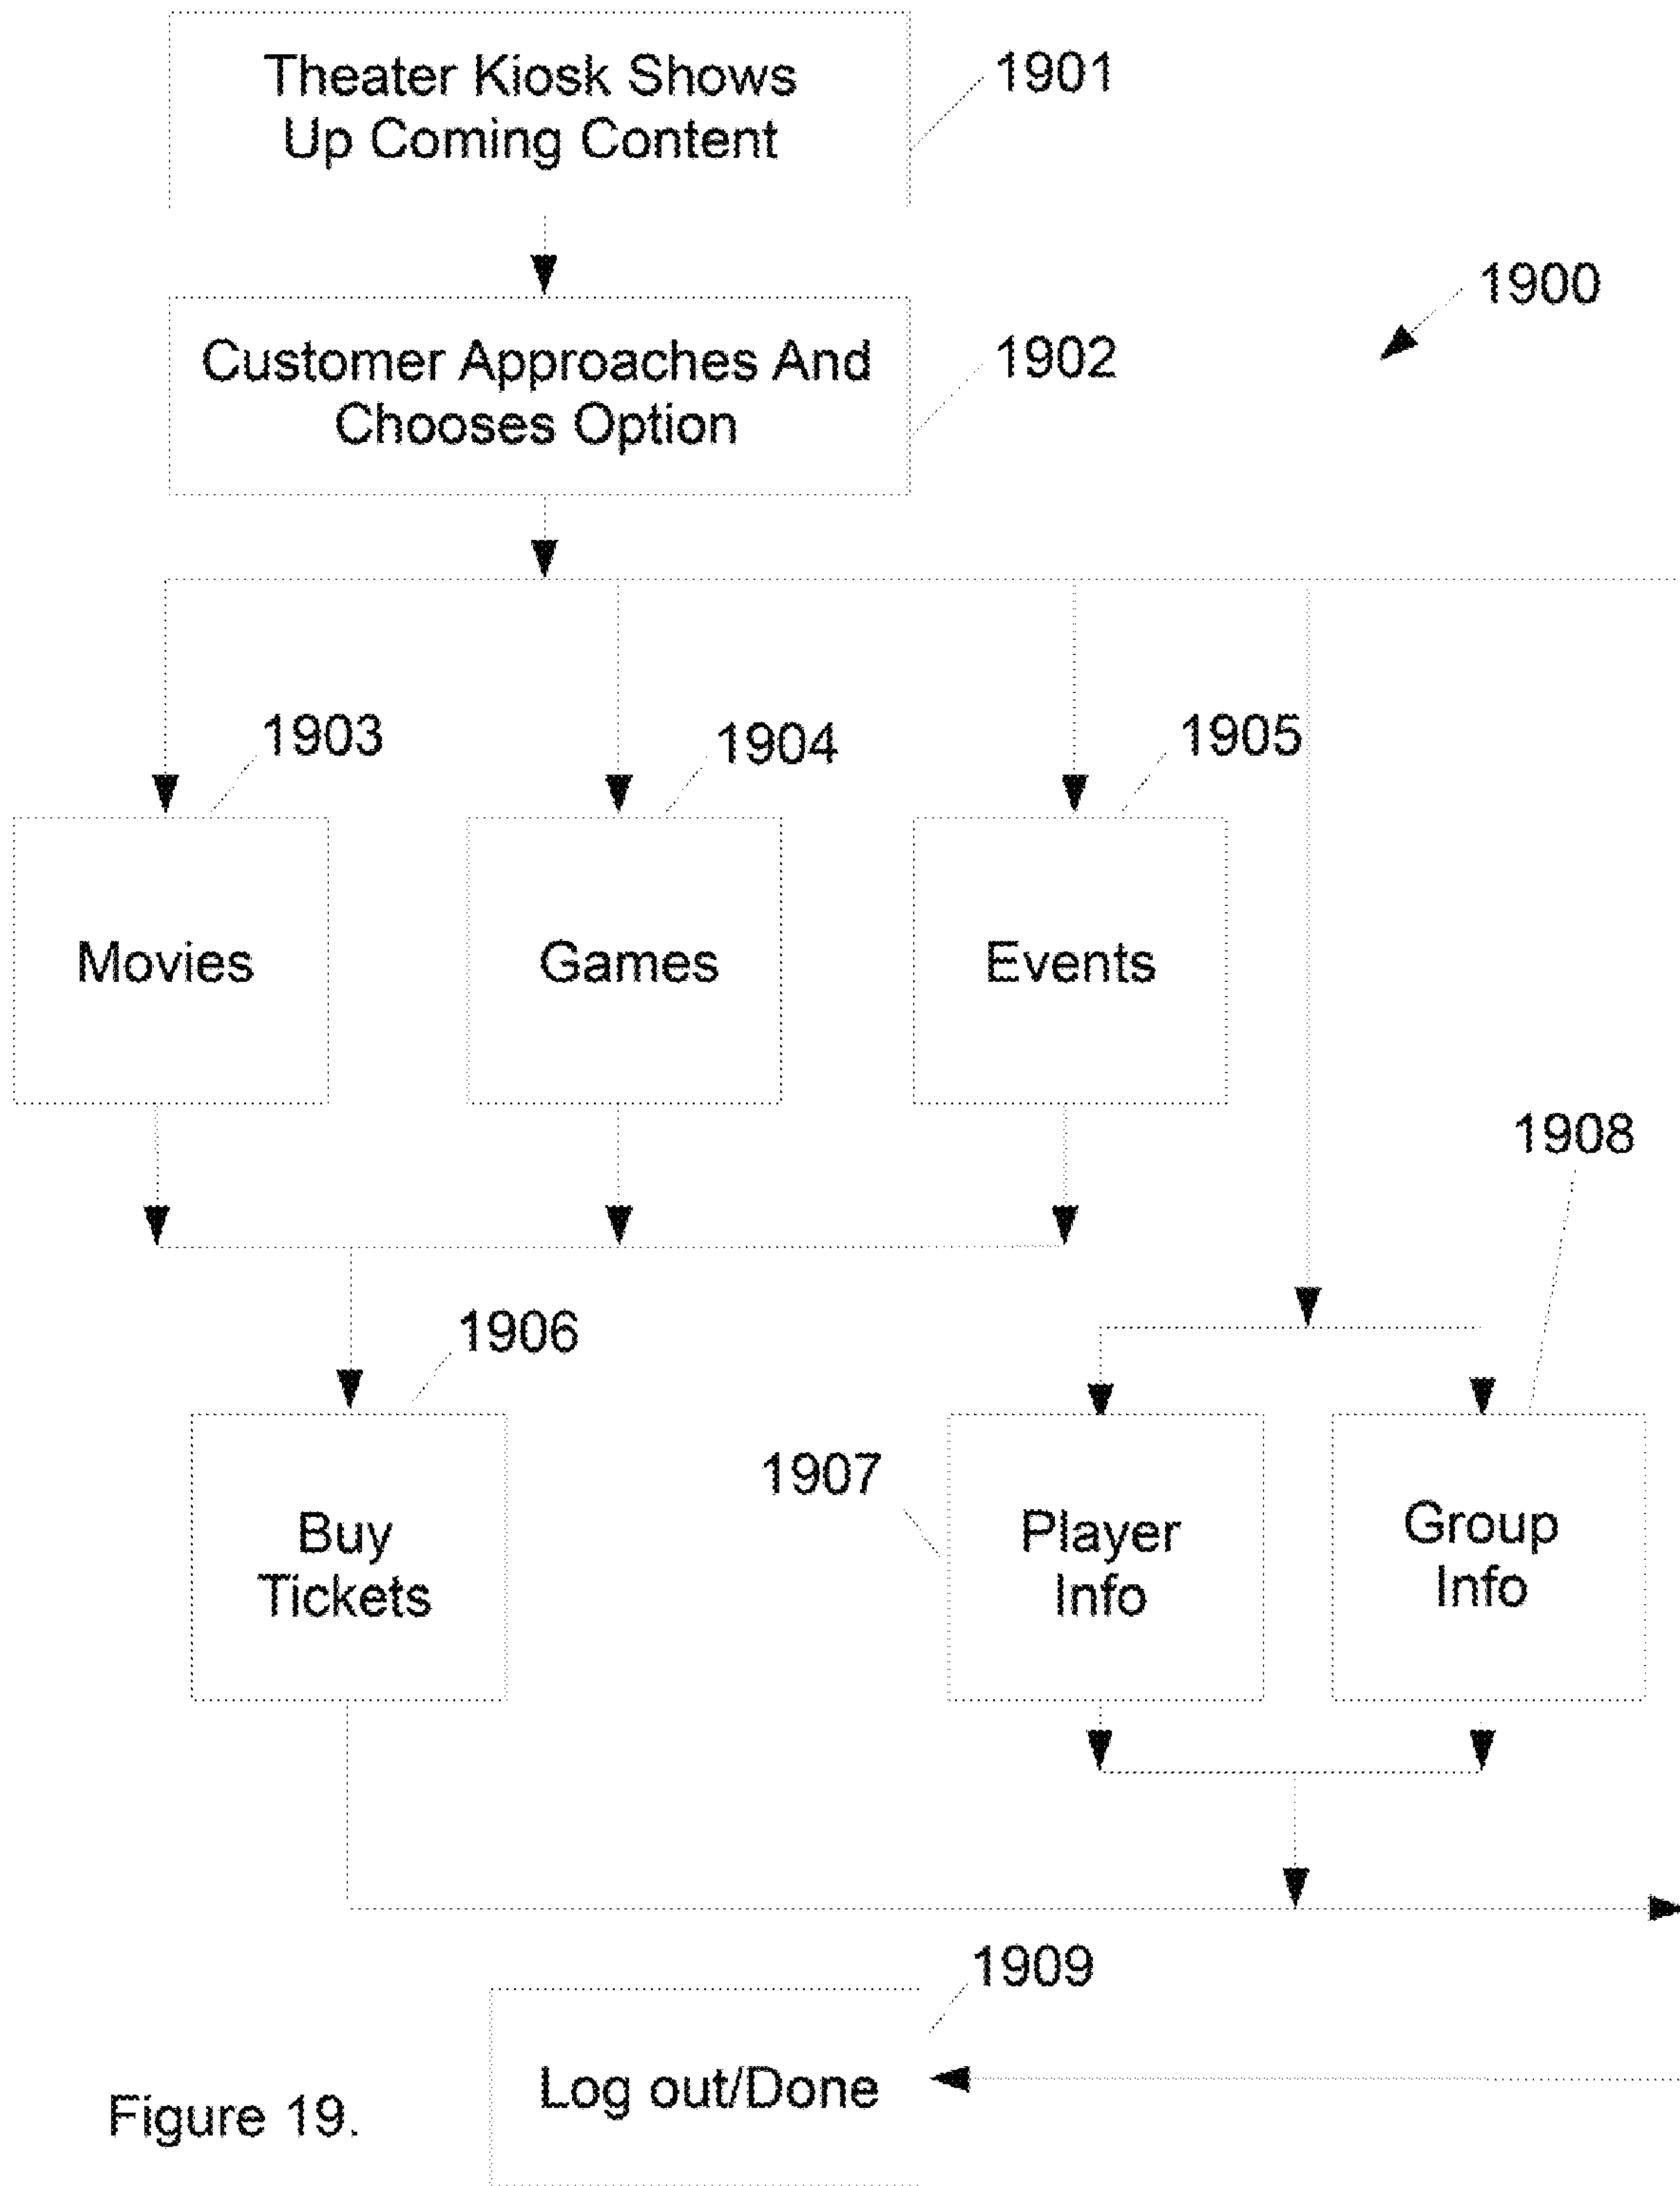 Theater Kiosk Shows
Up Coming Content
1901
1900
Customer Approaches And
Chooses Option
1902
1903
1904
1905
Movies
Games
Events
1908
1906
1907
Buy
Tickets
Player
Info
Group
Info
1909
Log out/Done
Figure 19.